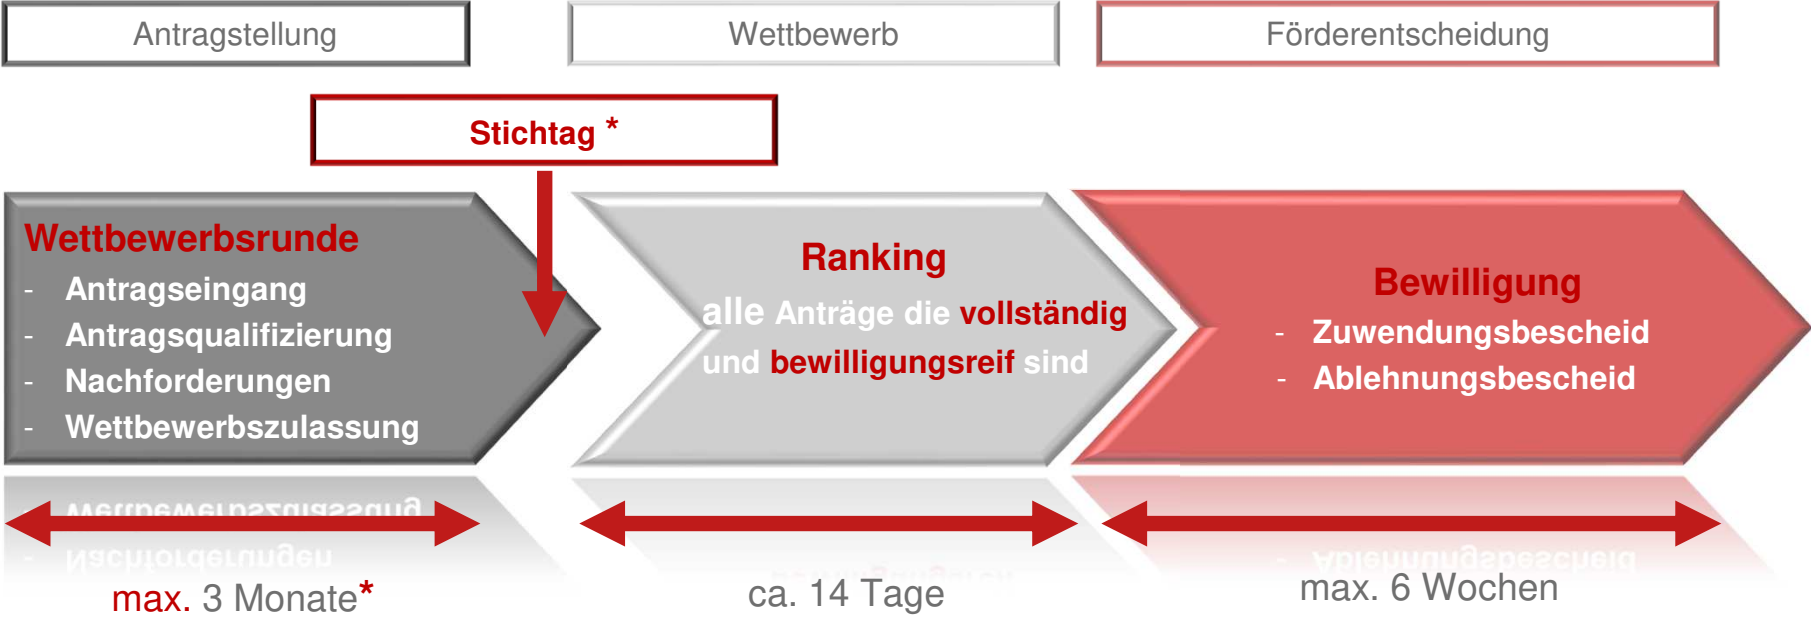 Antragstellung
Wettbewerb
Förderentscheidung
Stichtag *
Wettbewerbsrunde
- Antragseingang
- Antragsqualifizierung
- Nachforderungen
- Wettbewerbszulassung
Ranking
alle Anträge die vollständig
und bewilligungsreif sind
Bewilligung
- Zuwendungsbescheid
- Ablehnungsbescheid
max. 3 Monate*
ca. 14 Tage
max. 6 Wochen